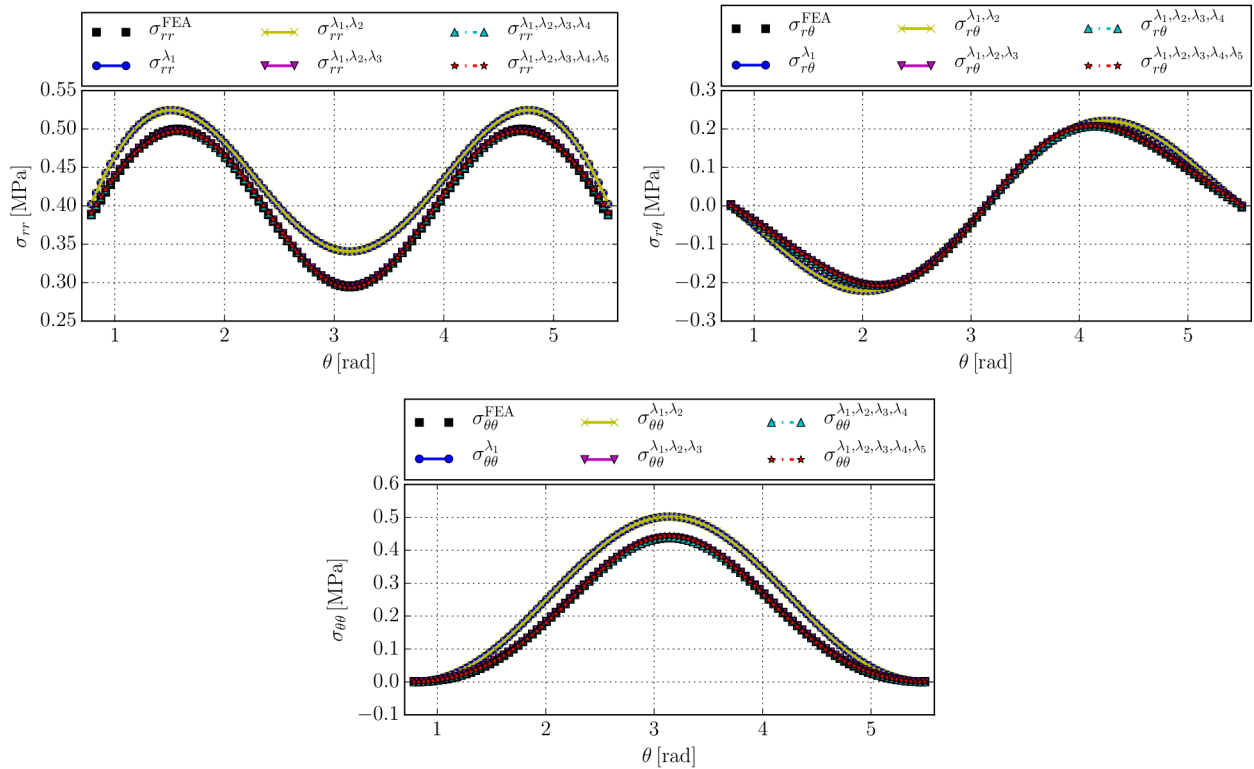 σ_rr^FEA σ_rr^λ₁,λ₂ σ_rr^λ₁,λ₂,λ₃,λ₄
σ_rr^λ₁ σ_rr^λ₁,λ₂,λ₃ σ_rr^λ₁,λ₂,λ₃,λ₄,λ₅
0.55
0.50
0.45
0.40
0.35
0.30
0.25
σ_rr [MPa]
1 2 3 4 5
θ [rad]
σ_rθ^FEA σ_rθ^λ₁,λ₂ σ_rθ^λ₁,λ₂,λ₃,λ₄
σ_rθ^λ₁ σ_rθ^λ₁,λ₂,λ₃ σ_rθ^λ₁,λ₂,λ₃,λ₄,λ₅
0.3
0.2
0.1
0.0
−0.1
−0.2
−0.3
σ_rθ [MPa]
1 2 3 4 5
θ [rad]
σ_θθ^FEA σ_θθ^λ₁,λ₂ σ_θθ^λ₁,λ₂,λ₃,λ₄
σ_θθ^λ₁ σ_θθ^λ₁,λ₂,λ₃ σ_θθ^λ₁,λ₂,λ₃,λ₄,λ₅
0.6
0.5
0.4
0.3
0.2
0.1
0.0
−0.1
σ_θθ [MPa]
1 2 3 4 5
θ [rad]